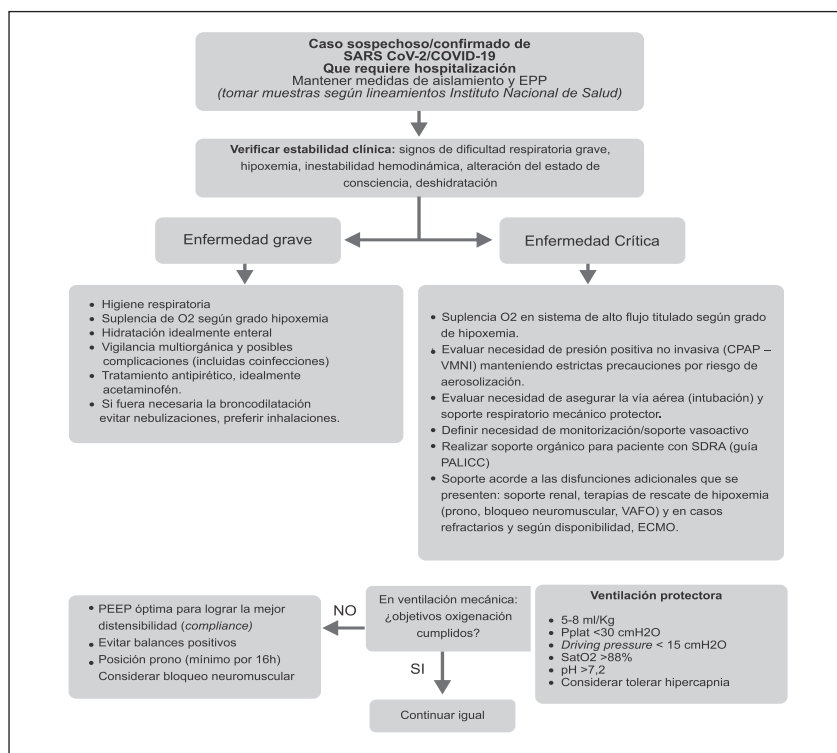 Caso sospechoso/confirmado de
SARS CoV-2/COVID-19
Que requiere hospitalización
Mantener medidas de aislamiento y EPP
(tomar muestras según lineamientos Instituto Nacional de Salud)
Verificar estabilidad clínica: signos de dificultad respiratoria grave,
hipoxemia, inestabilidad hemodinámica, alteración del estado de
consciencia, deshidratación
Enfermedad grave
• Higiene respiratoria
• Suplencia de O2 según grado hipoxemia
• Hidratación idealmente enteral
• Vigilancia multiorgánica y posibles
complicaciones (incluidas coinfecciones)
• Tratamiento antipirético, idealmente
acetaminofén.
• Si fuera necesaria la broncodilatación
evitar nebulizaciones, preferir inhalaciones.
Enfermedad Crítica
• Suplencia O2 en sistema de alto flujo titulado según grado
de hipoxemia.
• Evaluar necesidad de presión positiva no invasiva (CPAP –
VMNI) manteniendo estrictas precauciones por riesgo de
aerosolización.
• Evaluar necesidad de asegurar la vía aérea (intubación) y
soporte respiratorio mecánico protector.
• Definir necesidad de monitorización/soporte vasoactivo
• Realizar soporte orgánico para paciente con SDRA (guía
PALICC)
• Soporte acorde a las disfunciones adicionales que se
presenten: soporte renal, terapias de rescate de hipoxemia
(prono, bloqueo neuromuscular, VAFO) y en casos
refractarios y según disponibilidad, ECMO.
En ventilación mecánica:
¿objetivos oxigenación
cumplidos?
NO
• PEEP óptima para lograr la mejor
distensibilidad (compliance)
• Evitar balances positivos
• Posición prono (mínimo por 16h)
Considerar bloqueo neuromuscular
SI
Continuar igual
Ventilación protectora
• 5-8 ml/Kg
• Pplat <30 cmH2O
• Driving pressure < 15 cmH2O
• SatO2 >88%
• pH >7,2
• Considerar tolerar hipercapnia